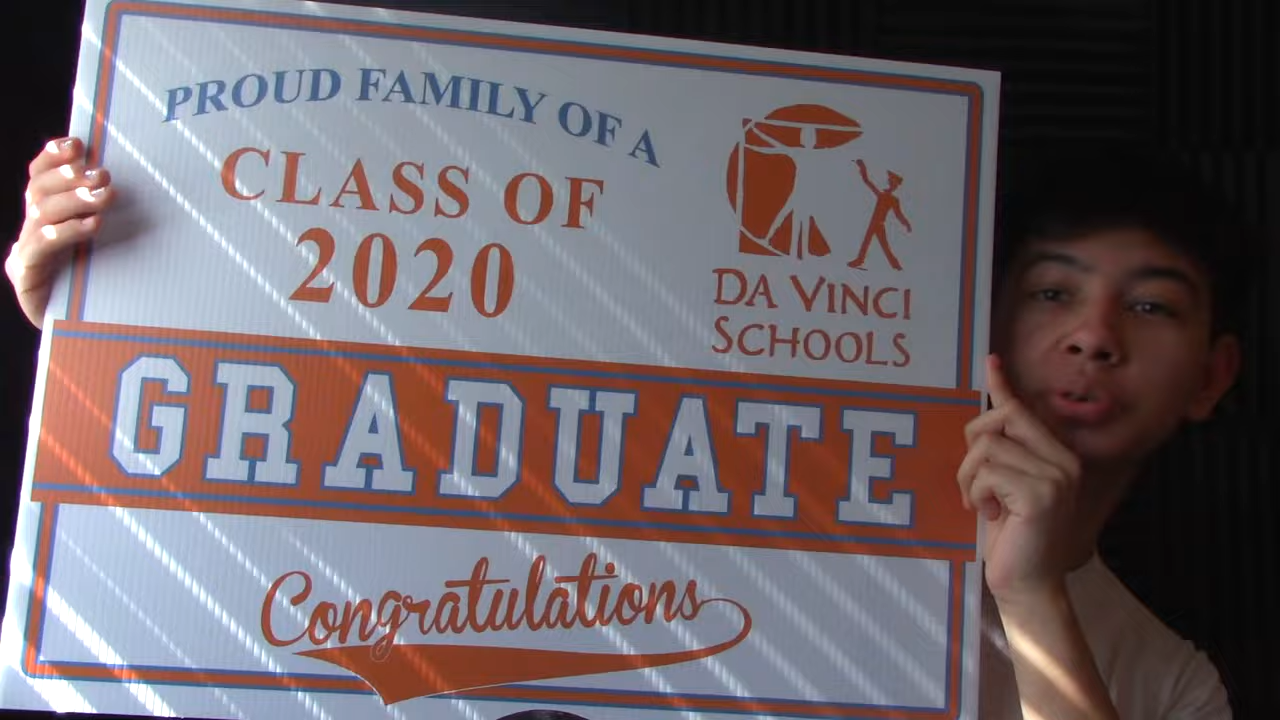 PROUD FAMILY OF A
CLASS OF
2020
DA VINCI
SCHOOLS
GRADUATE
Congratulations